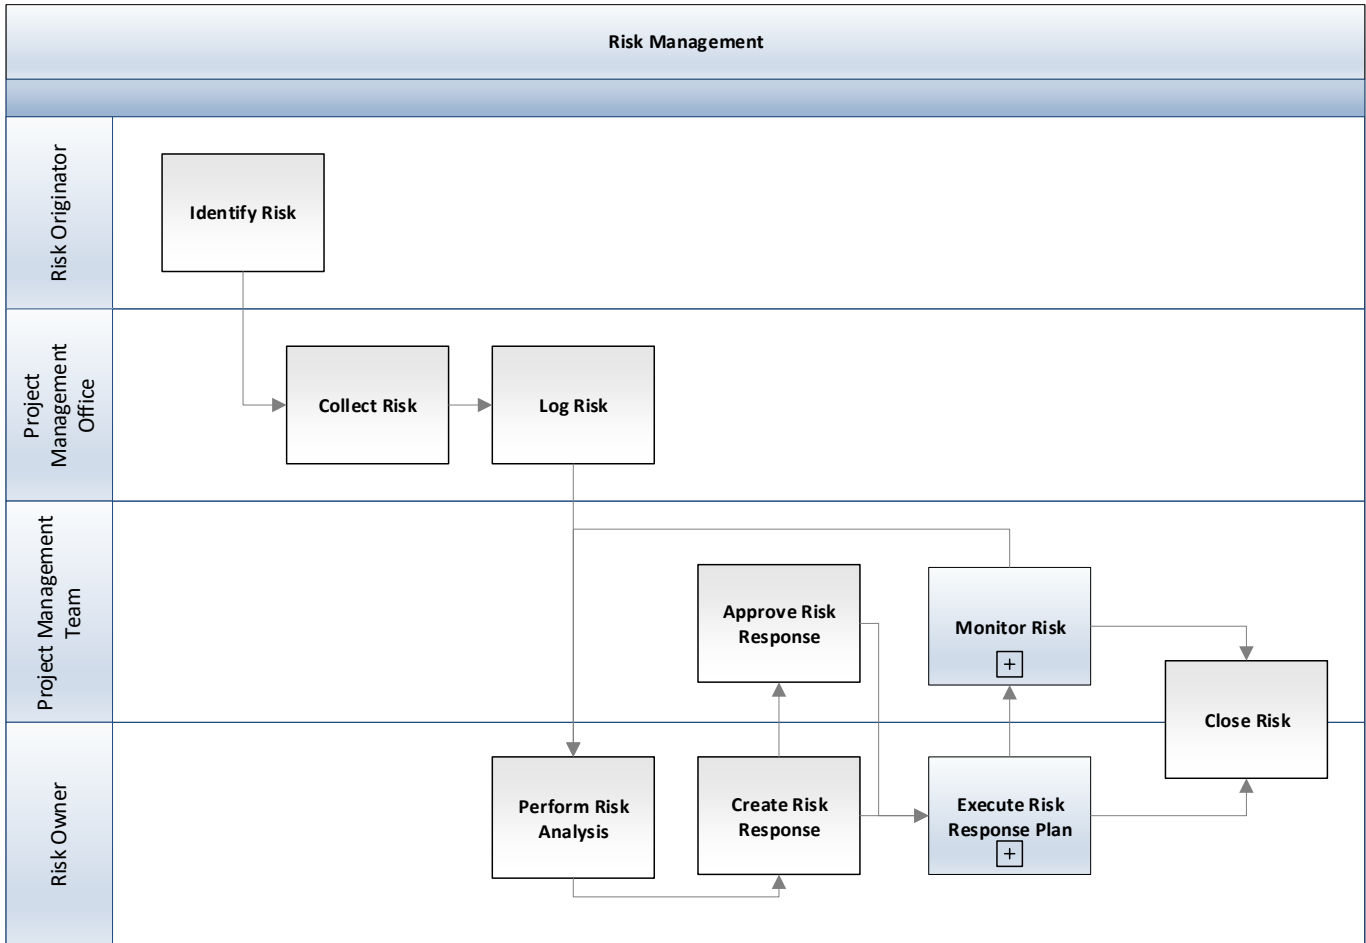 Risk Management
Risk Originator
Identify Risk
Project
Management
Office
Collect Risk
Log Risk
Project Management
Team
Approve Risk
Response
Monitor Risk
+
Close Risk
Risk Owner
Perform Risk
Analysis
Create Risk
Response
Execute Risk
Response Plan
+